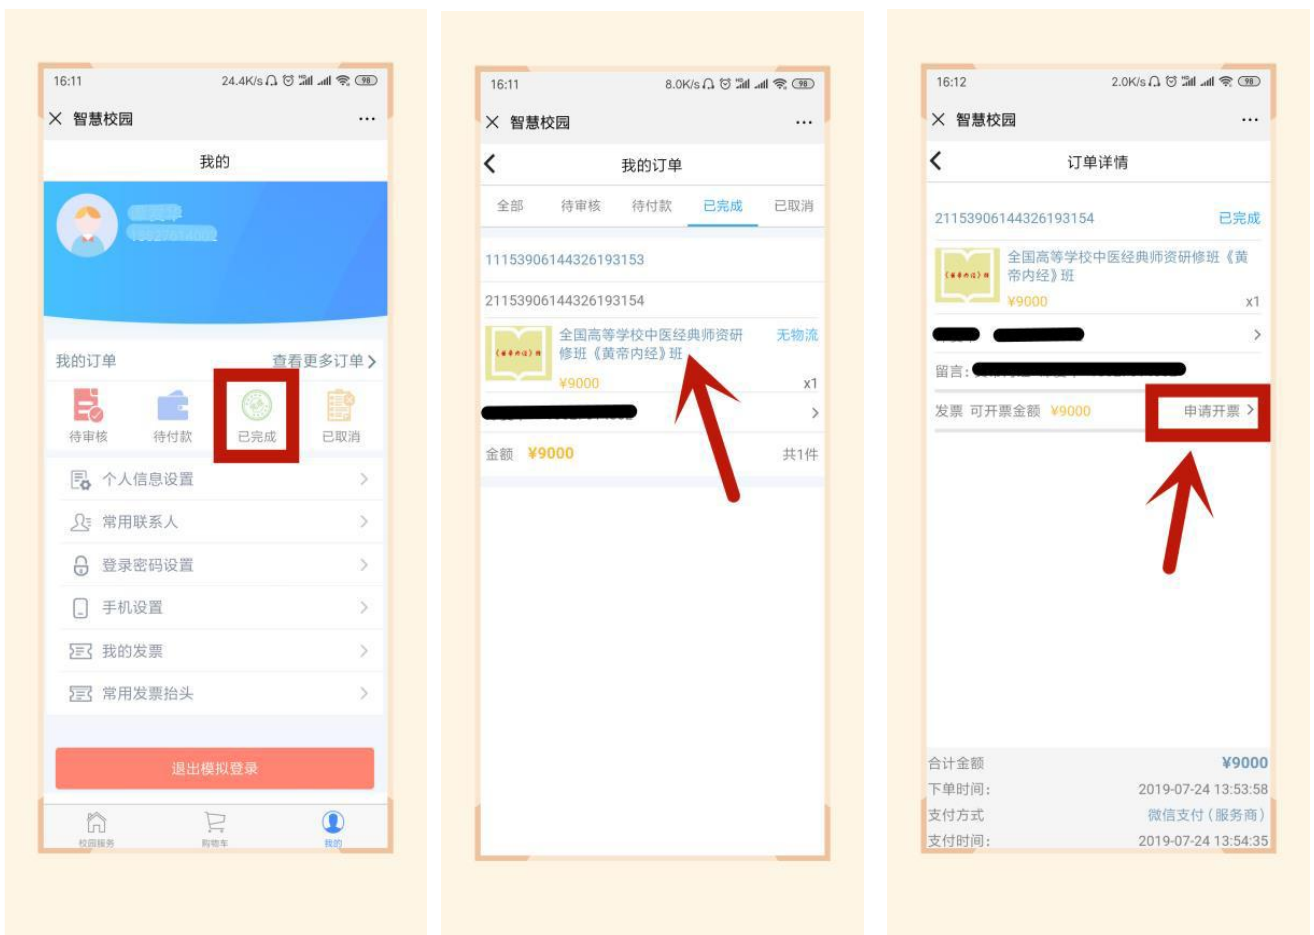 16:11
24.4K/s
98
智慧校园
我的
我的订单
查看更多订单
待审核
待付款
已完成
已取消
个人信息设置
常用联系人
登录密码设置
手机设置
我的发票
常用发票抬头
退出模拟登录
校园服务
购物车
我的
16:11
8.0K/s
98
智慧校园
我的订单
全部
待审核
待付款
已完成
已取消
11153906144326193153
21153906144326193154
全国高等学校中医经典师资研
修班《黄帝内经》班
无物流
¥9000
x1
金额 ¥9000
共1件
16:12
2.0K/s
98
智慧校园
订单详情
21153906144326193154
已完成
全国高等学校中医经典师资研修班《黄
帝内经》班
¥9000
x1
留言:
发票 可开票金额 ¥9000
申请开票
合计金额
¥9000
下单时间:
2019-07-24 13:53:58
支付方式
微信支付(服务商)
支付时间:
2019-07-24 13:54:35